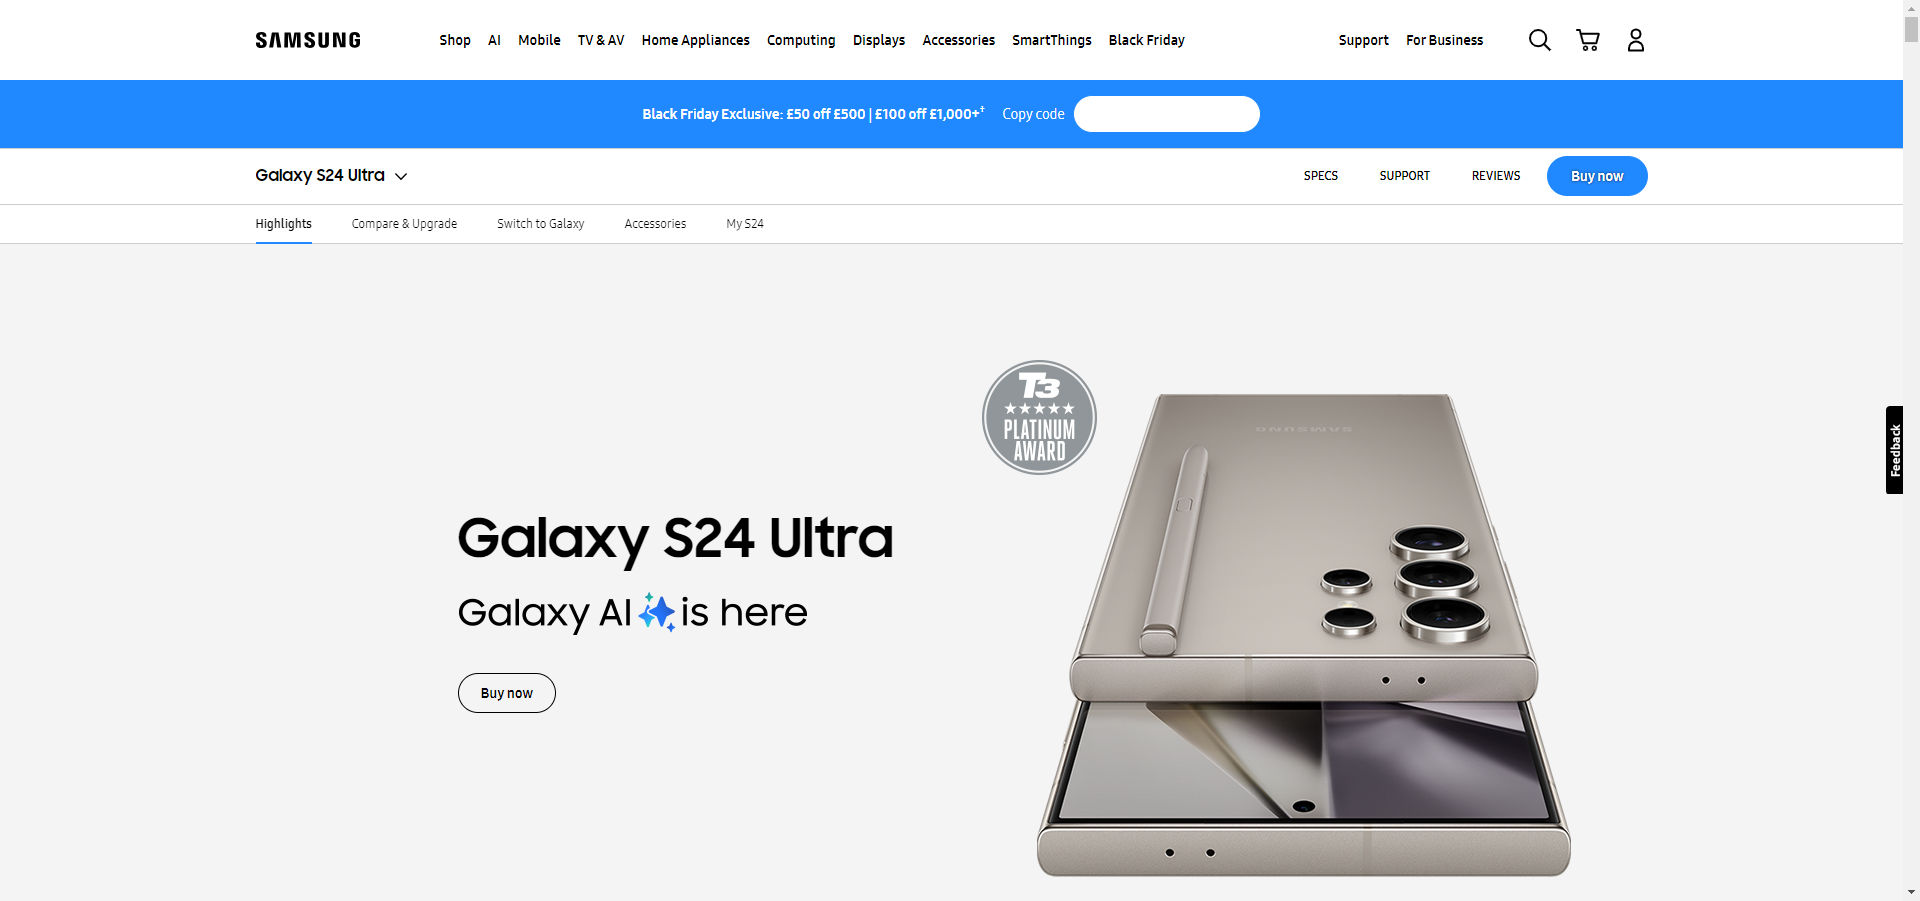 SAMSUNG
Shop AI Mobile TV & AV Home Appliances Computing Displays Accessories SmartThings Black Friday Support For Business
Black Friday Exclusive: £50 off £500 | £100 off £1,000+† Copy code
Galaxy S24 Ultra
SPECS SUPPORT REVIEWS Buy now
Highlights Compare & Upgrade Switch to Galaxy Accessories My S24
T3
PLATINUM
AWARD
SAMSUNG
Feedback
Galaxy S24 Ultra
Galaxy AI is here
Buy now